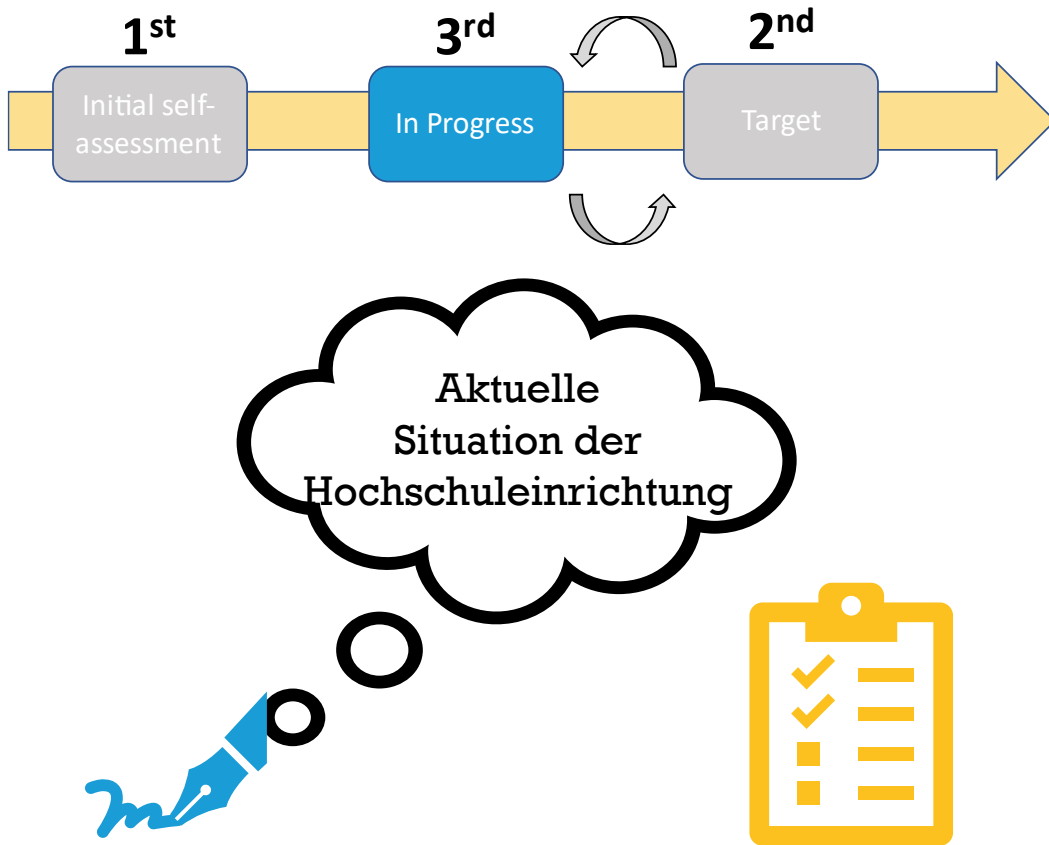 1st
3rd
2nd
Initial self-
assessment
In Progress
Target
Aktuelle
Situation der
Hochschuleinrichtung